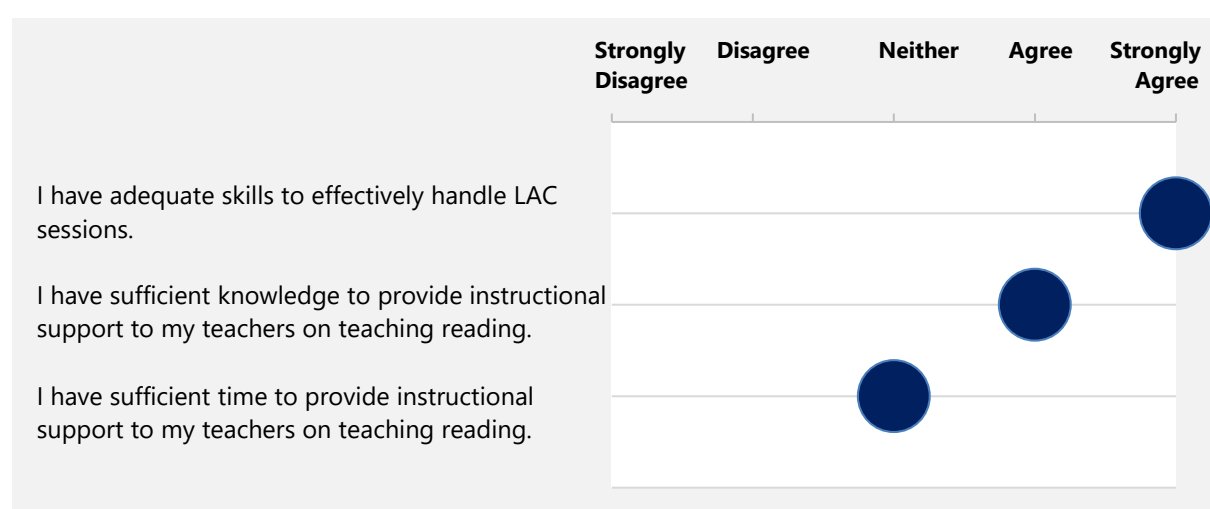 Strongly Disagree Neither Agree Strongly
Disagree Agree
I have adequate skills to effectively handle LAC
sessions.
I have sufficient knowledge to provide instructional
support to my teachers on teaching reading.
I have sufficient time to provide instructional
support to my teachers on teaching reading.